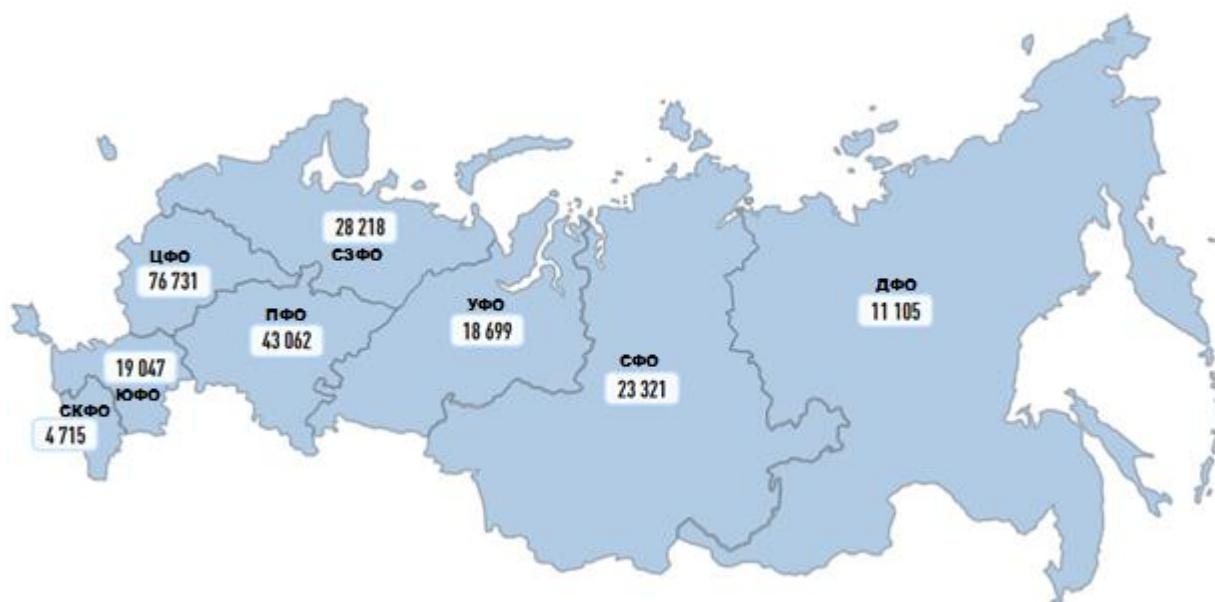 28 218
СЗФО
ЦФО
76 731
ДФО
11 105
УФО
18 699
ПФО
43 062
СФО
23 321
19 047
ЮФО
СКФО
4 715